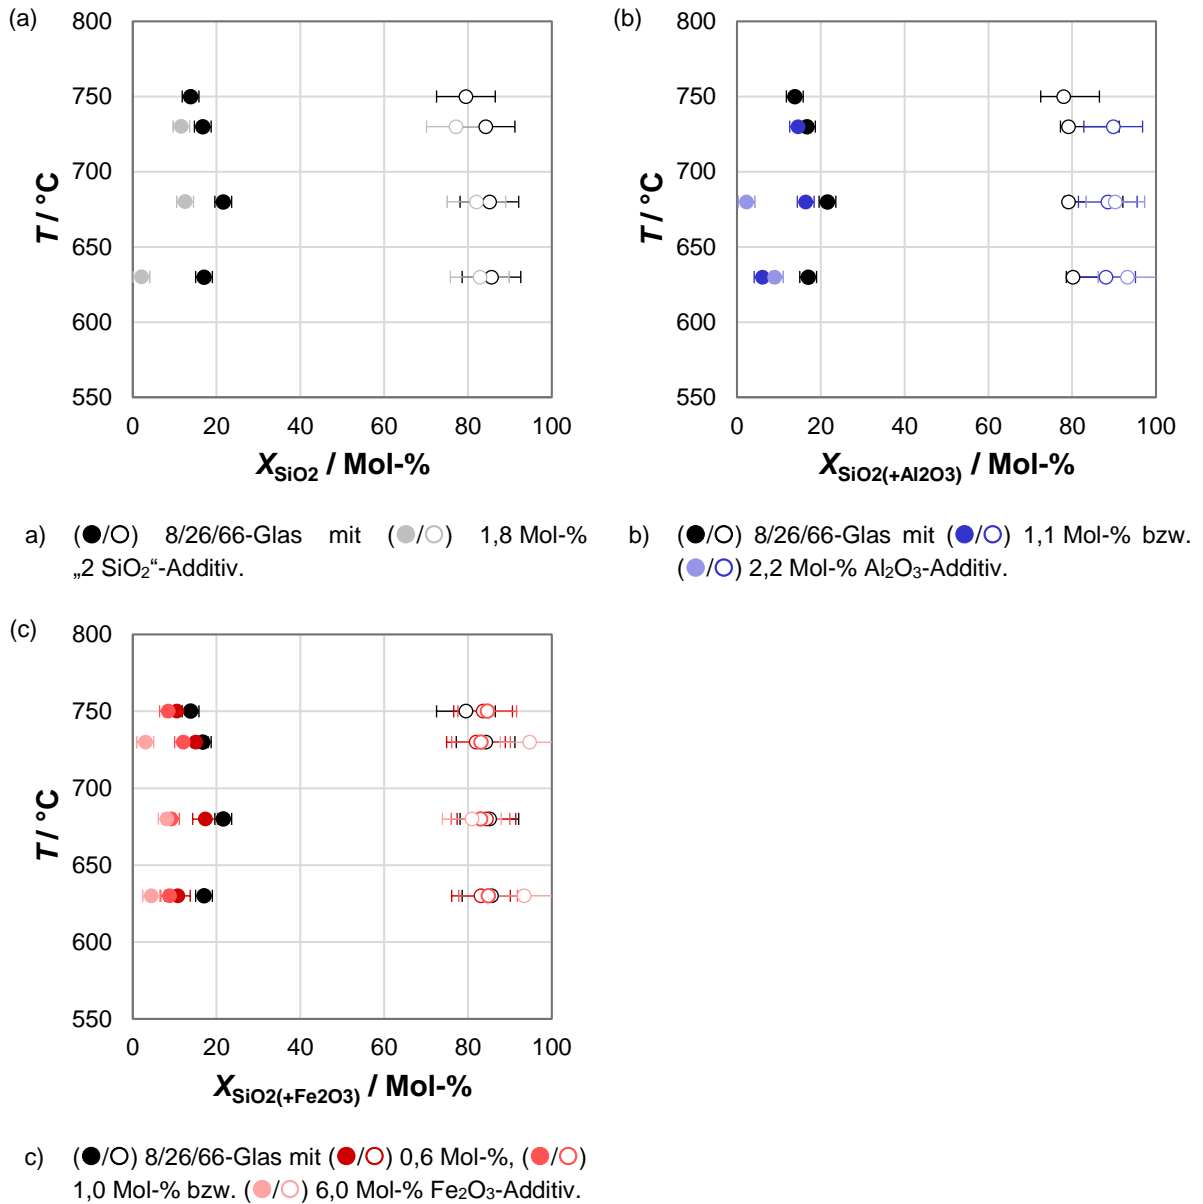 (a)
800
750
700
650
600
550
T / °C
0 20 40 60 80 100
X_SiO2 / Mol-%
(b)
800
750
700
650
600
550
T / °C
0 20 40 60 80 100
X_SiO2(+Al2O3) / Mol-%
a) (●/○) 8/26/66-Glas mit (●/○) 1,8 Mol-%
„2 SiO₂“-Additiv.
b) (●/○) 8/26/66-Glas mit (●/○) 1,1 Mol-% bzw.
(●/○) 2,2 Mol-% Al₂O₃-Additiv.
(c)
800
750
700
650
600
550
T / °C
0 20 40 60 80 100
X_SiO2(+Fe2O3) / Mol-%
c) (●/○) 8/26/66-Glas mit (●/○) 0,6 Mol-%, (●/○)
1,0 Mol-% bzw. (●/○) 6,0 Mol-% Fe₂O₃-Additiv.